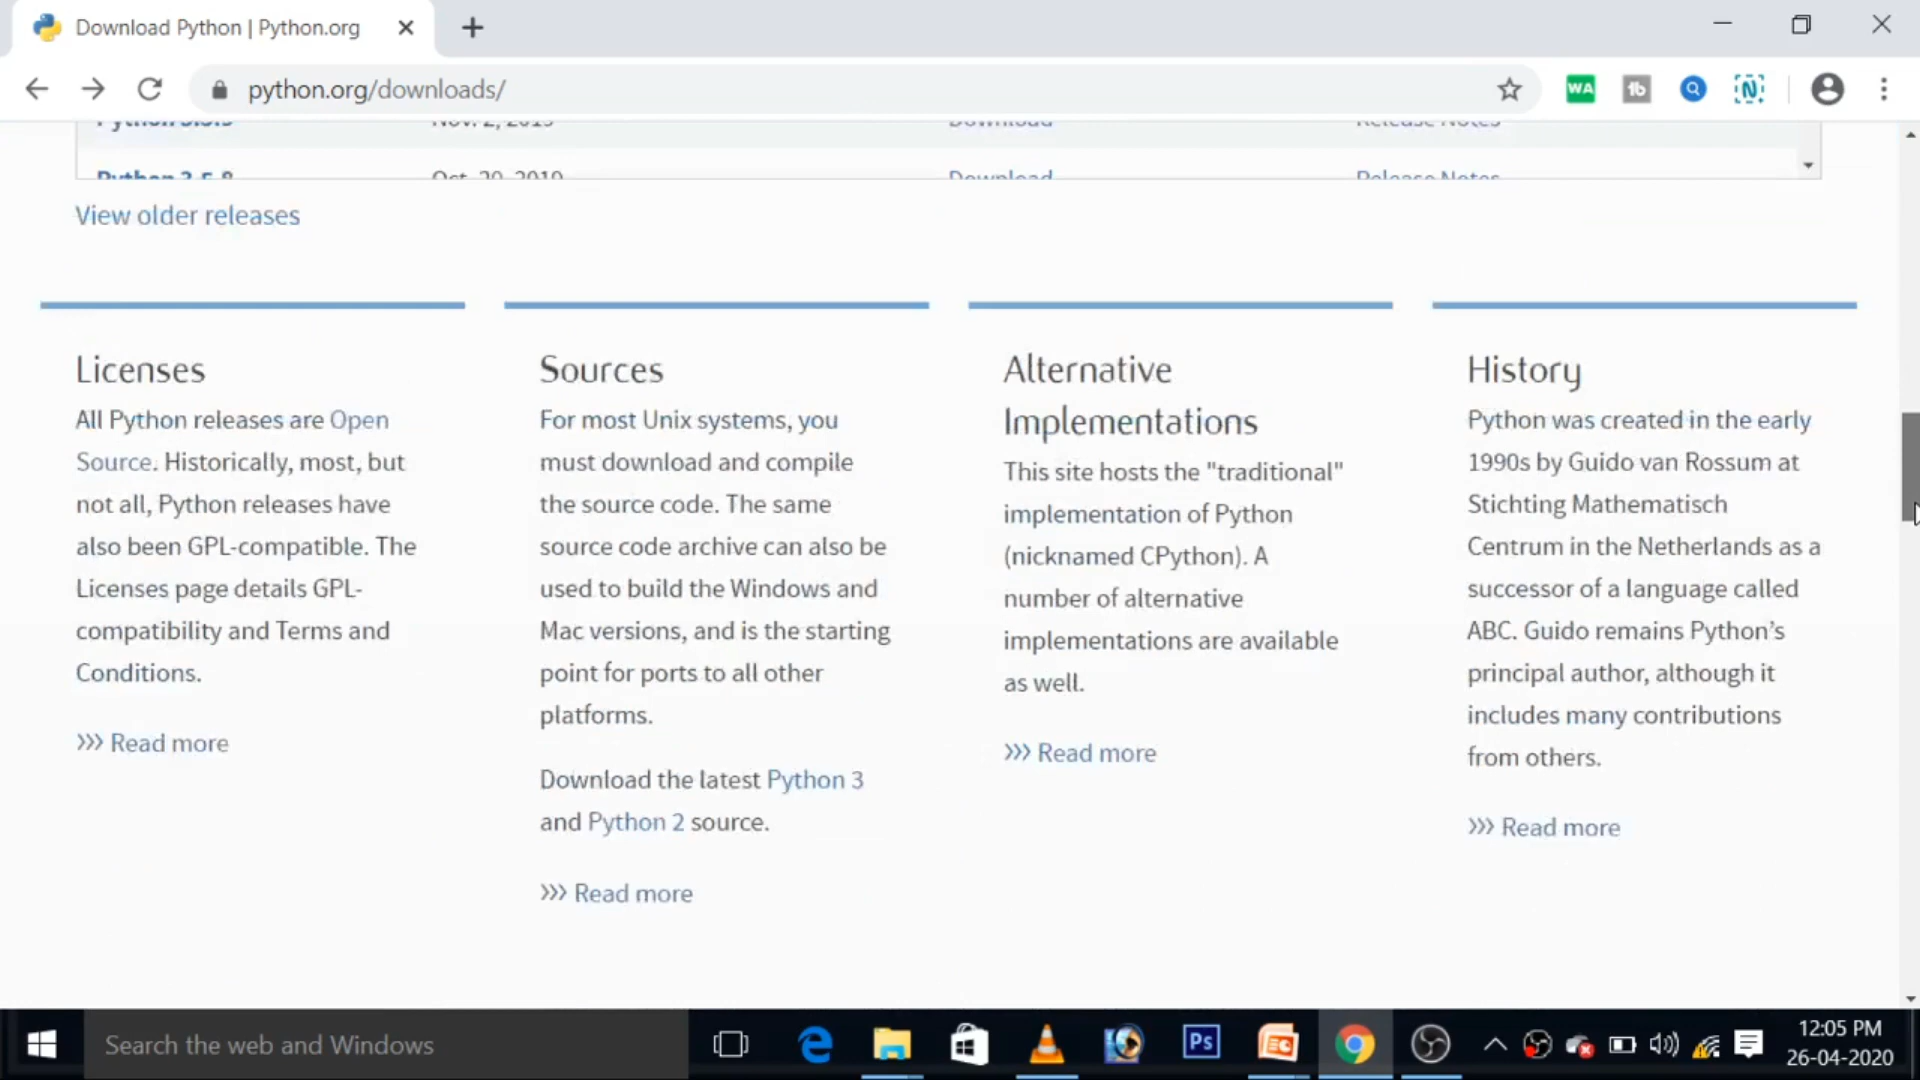 Download Python | Python.org
python.org/downloads/
WA
Nov. 2, 2019
Download
Release Notes
Python 3.5.8
Oct. 29, 2019
Download
Release Notes
View older releases
Licenses
All Python releases are Open
Source. Historically, most, but
not all, Python releases have
also been GPL-compatible. The
Licenses page details GPL-
compatibility and Terms and
Conditions.
>>> Read more
Sources
For most Unix systems, you
must download and compile
the source code. The same
source code archive can also be
used to build the Windows and
Mac versions, and is the starting
point for ports to all other
platforms.
Download the latest Python 3
and Python 2 source.
>>> Read more
Alternative
Implementations
This site hosts the "traditional"
implementation of Python
(nicknamed CPython). A
number of alternative
implementations are available
as well.
>>> Read more
History
Python was created in the early
1990s by Guido van Rossum at
Stichting Mathematisch
Centrum in the Netherlands as a
successor of a language called
ABC. Guido remains Python's
principal author, although it
includes many contributions
from others.
>>> Read more
Search the web and Windows
Ps
12:05 PM
26-04-2020